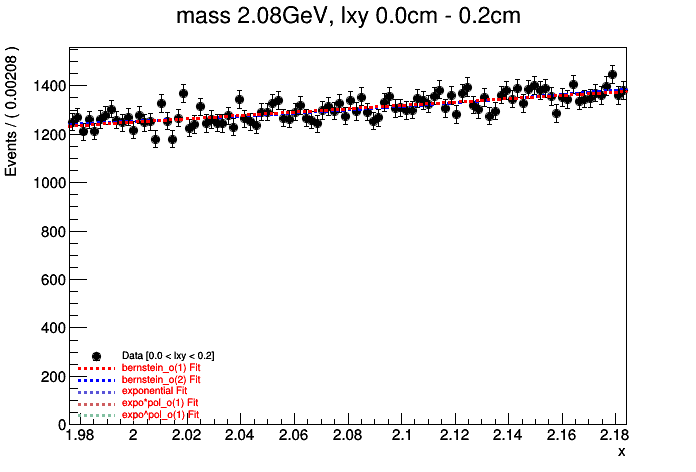 mass 2.08GeV, lxy 0.0cm - 0.2cm
Events / ( 0.00208 )
1400
1200
1000
800
600
400
200
0
Data [0.0 < lxy < 0.2]
bernstein_o(1) Fit
bernstein_o(2) Fit
exponential Fit
expo*pol_o(1) Fit
expo^pol_o(1) Fit
1.98 2 2.02 2.04 2.06 2.08 2.1 2.12 2.14 2.16 2.18
x